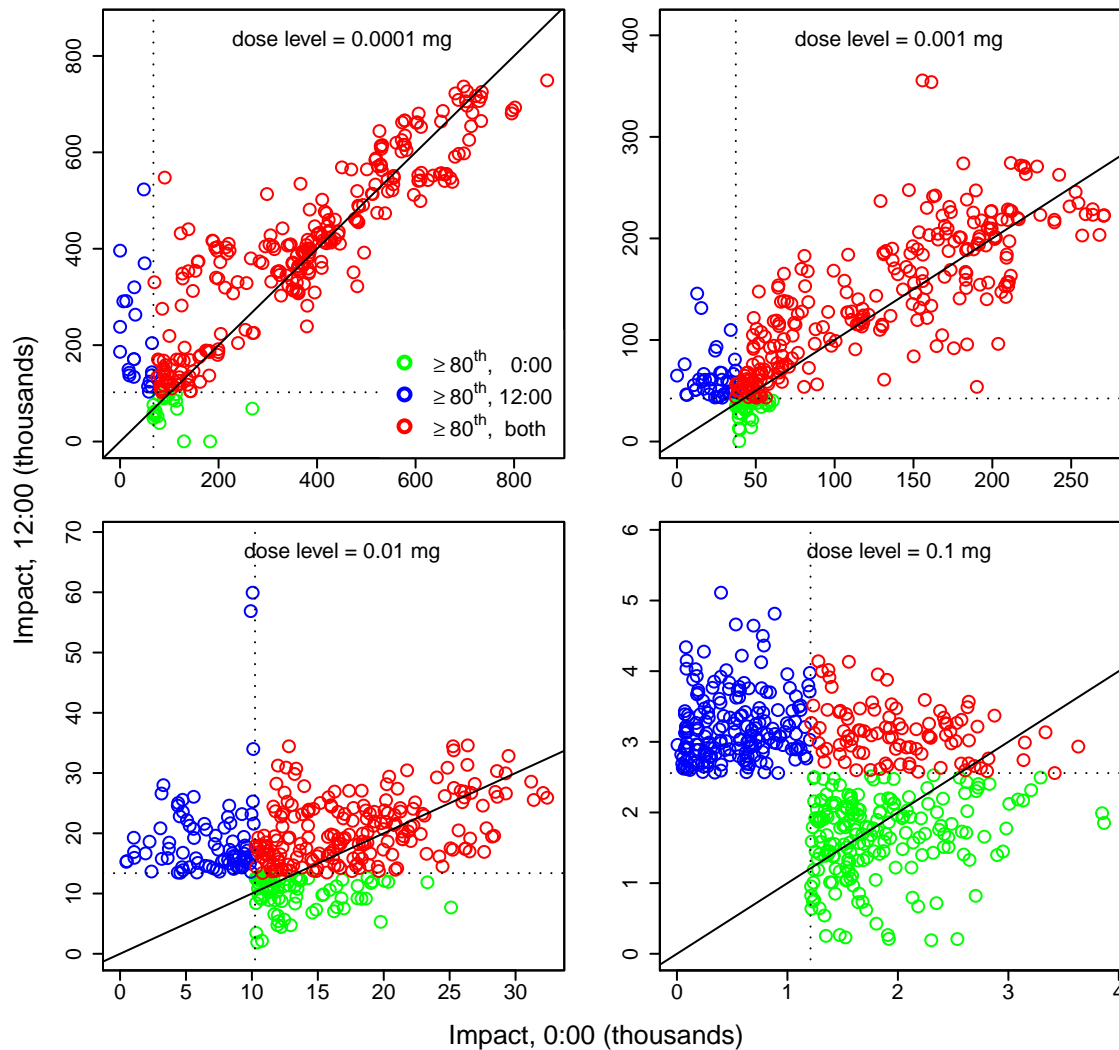 dose level = 0.0001 mg
800
600
400
200
0
≥ 80th, 0:00
≥ 80th, 12:00
≥ 80th, both
0 200 400 600 800
dose level = 0.001 mg
400
300
200
100
0
0 50 100 150 200 250
Impact, 12:00 (thousands)
dose level = 0.01 mg
70
60
50
40
30
20
10
0
0 5 10 15 20 25 30
dose level = 0.1 mg
6
5
4
3
2
1
0
0 1 2 3 4
Impact, 0:00 (thousands)